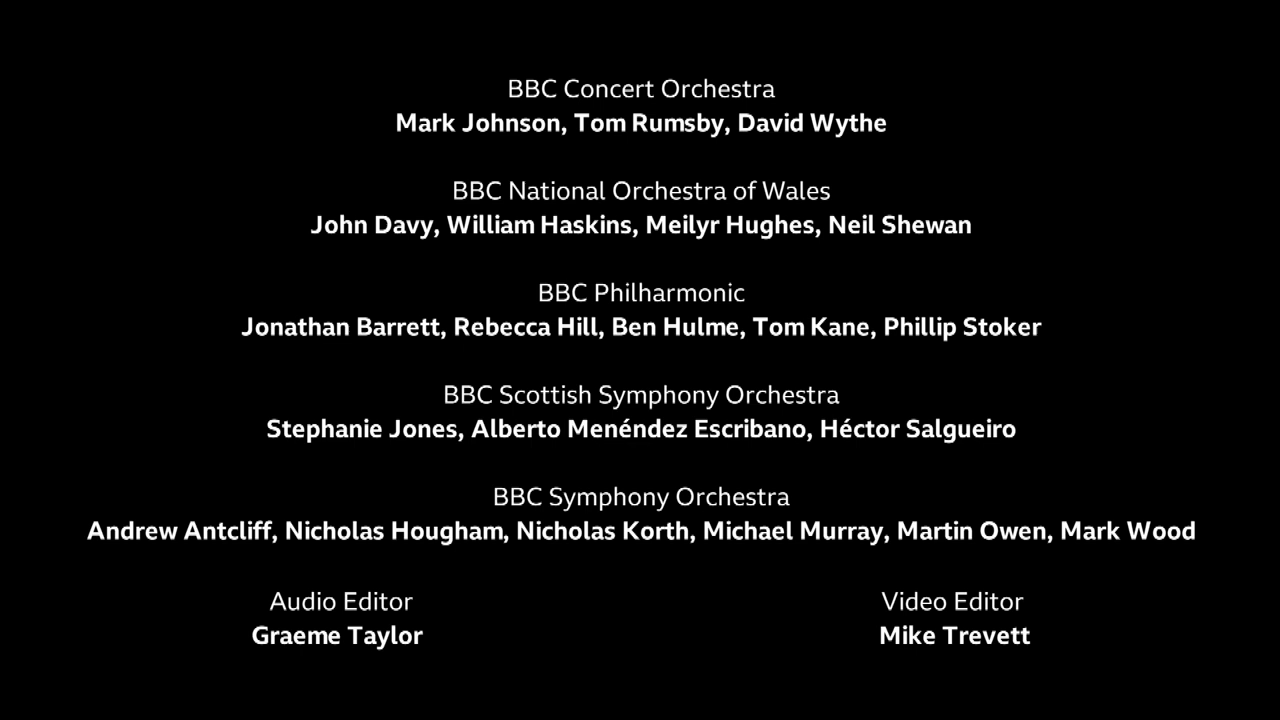 BBC Concert Orchestra
Mark Johnson, Tom Rumsby, David Wythe
BBC National Orchestra of Wales
John Davy, William Haskins, Meilyr Hughes, Neil Shewan
BBC Philharmonic
Jonathan Barrett, Rebecca Hill, Ben Hulme, Tom Kane, Phillip Stoker
BBC Scottish Symphony Orchestra
Stephanie Jones, Alberto Menéndez Escribano, Héctor Salgueiro
BBC Symphony Orchestra
Andrew Antcliff, Nicholas Hougham, Nicholas Korth, Michael Murray, Martin Owen, Mark Wood
Audio Editor
Graeme Taylor
Video Editor
Mike Trevett